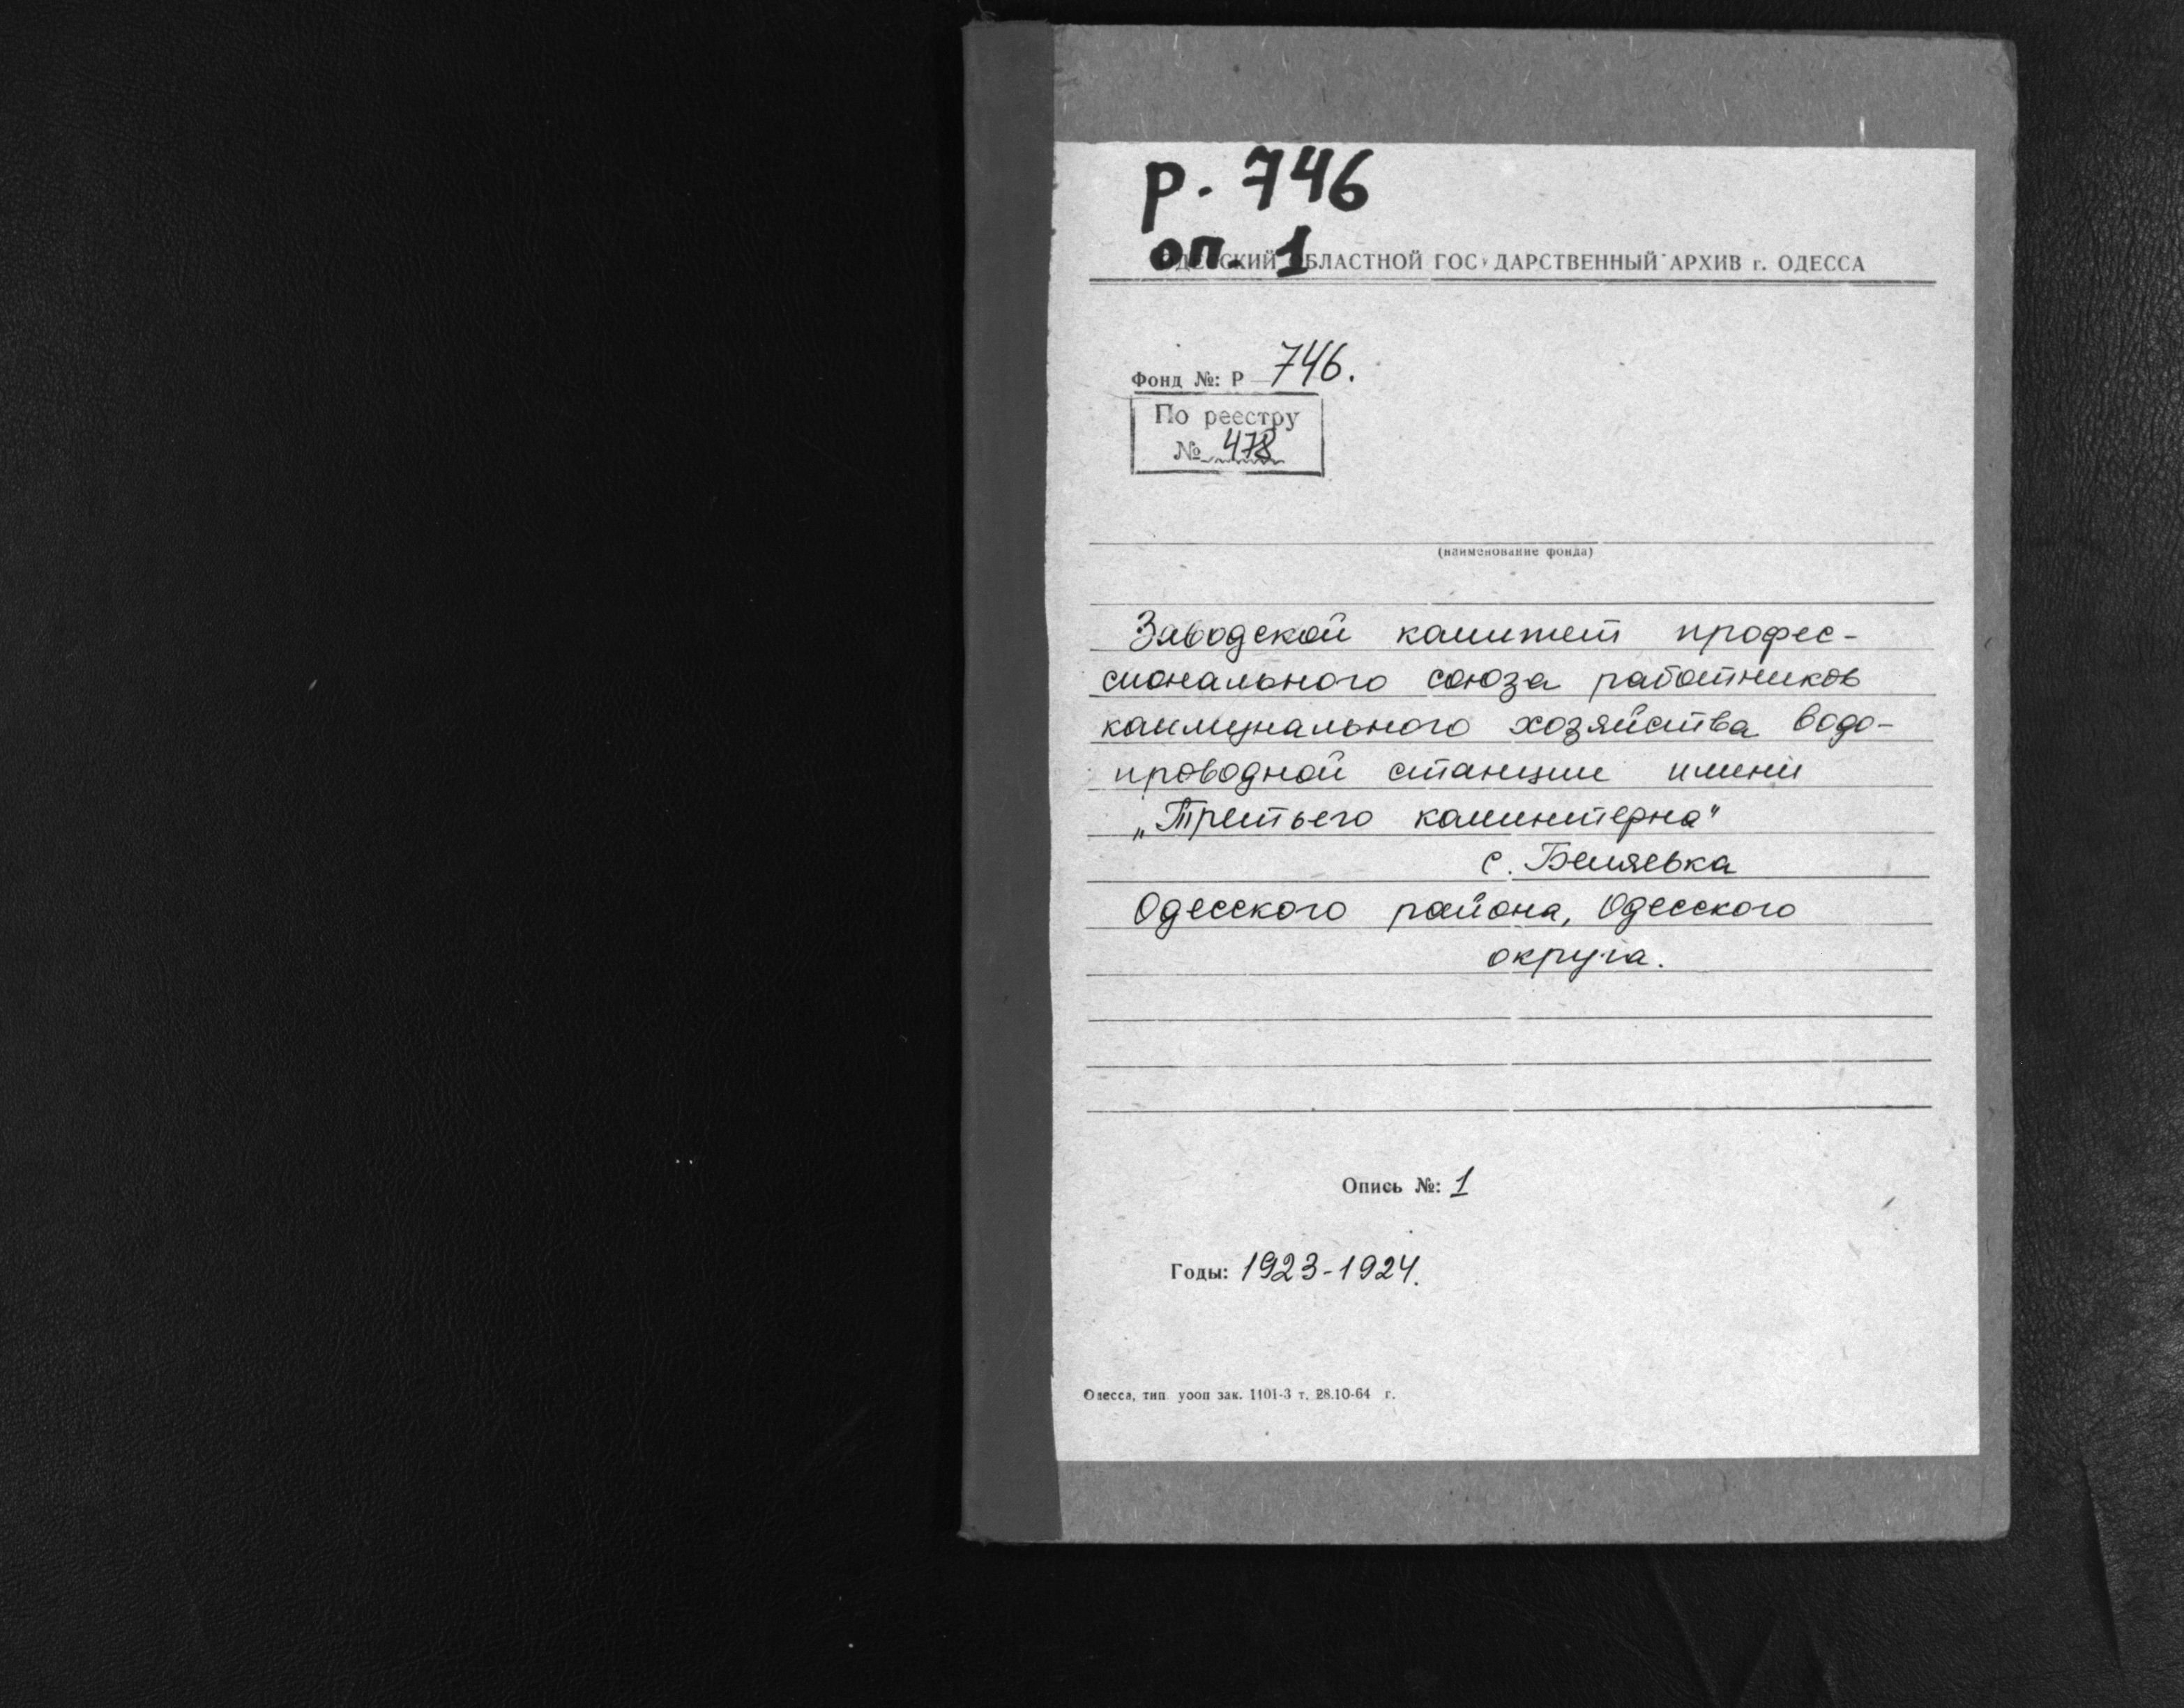 р. 746
оп. 1
ОДЕССКИЙ ОБЛАСТНОЙ ГОСУДАРСТВЕННЫЙ АРХИВ г. ОДЕССА
Фонд №: Р 746.
По реестру
№ 478
(наименование фонда)
Заводской комитет профес-
сионального союза работников
коммунального хозяйства водо-
проводной станции имени
„Третьего коминтерна"
с. Беляевка
Одесского района, Одесского
округа.
Опись №: 1
Годы: 1923-1924.
Одесса, тип уооп зак. 1101-3 т. 28.10-64 г.